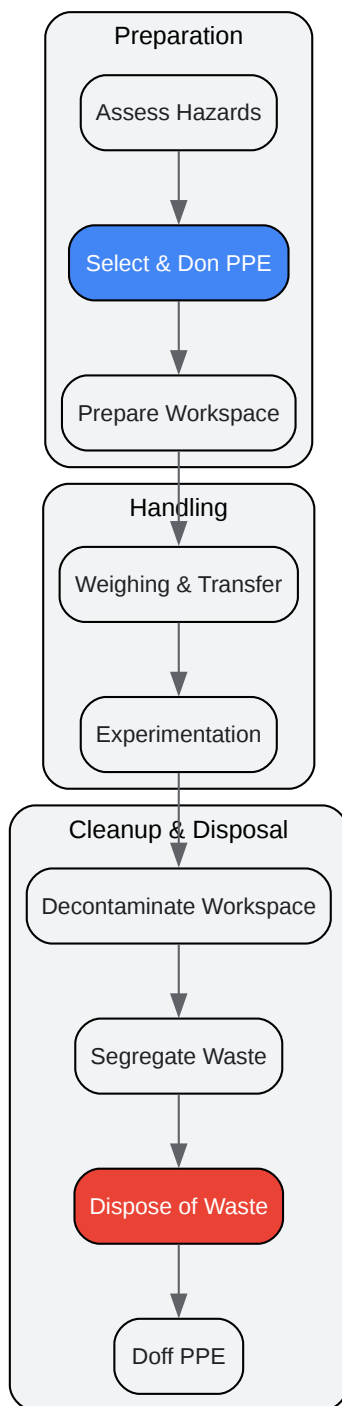 Preparation
Assess Hazards
Select & Don PPE
Prepare Workspace
Handling
Weighing & Transfer
Experimentation
Cleanup & Disposal
Decontaminate Workspace
Segregate Waste
Dispose of Waste
Doff PPE